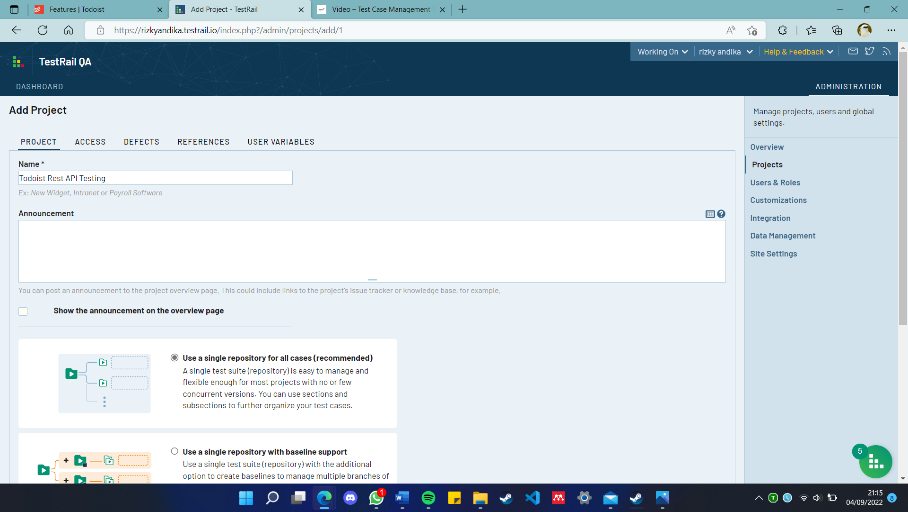 Features | Todoist
Add Project - TestRail
Video – Test Case Management
https://rizkyandika.testrail.io/index.php?/admin/projects/add/1
TestRail QA
Working On
rizky andika
Help & Feedback
DASHBOARD
ADMINISTRATION
Add Project
PROJECT
ACCESS
DEFECTS
REFERENCES
USER VARIABLES
Name *
Todoist Rest API Testing
Ex: New Widget, Intranet or Payroll Software
Announcement
You can post an announcement to the project overview page. This could include links to the project's issue tracker or knowledge base, for example.
Show the announcement on the overview page
Use a single repository for all cases (recommended)
A single test suite (repository) is easy to manage and
flexible enough for most projects with no or few
concurrent versions. You can use sections and
subsections to further organize your test cases.
Use a single repository with baseline support
Use a single test suite (repository) with the additional
option to create baselines to manage multiple branches of
Manage projects, users and global
settings.
Overview
Projects
Users & Roles
Customizations
Integration
Data Management
Site Settings
5
1
21:15
04/09/2022